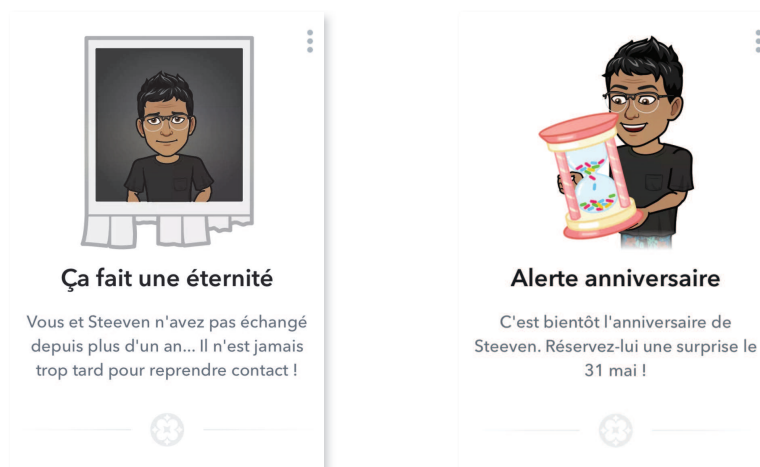 Ça fait une éternité
Vous et Steeven n'avez pas échangé
depuis plus d'un an... Il n'est jamais
trop tard pour reprendre contact !
Alerte anniversaire
C'est bientôt l'anniversaire de
Steeven. Réservez-lui une surprise le
31 mai !